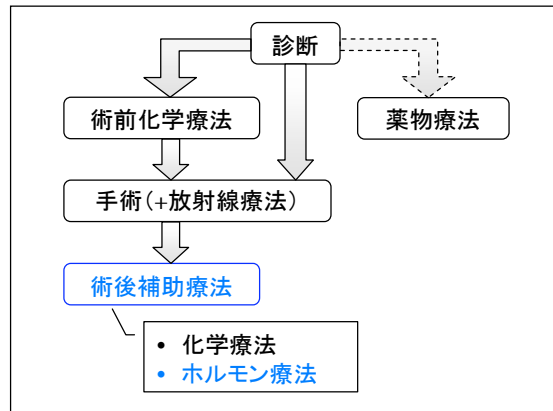 診断
術前化学療法
薬物療法
手術(+放射線療法)
術後補助療法
• 化学療法
• ホルモン療法